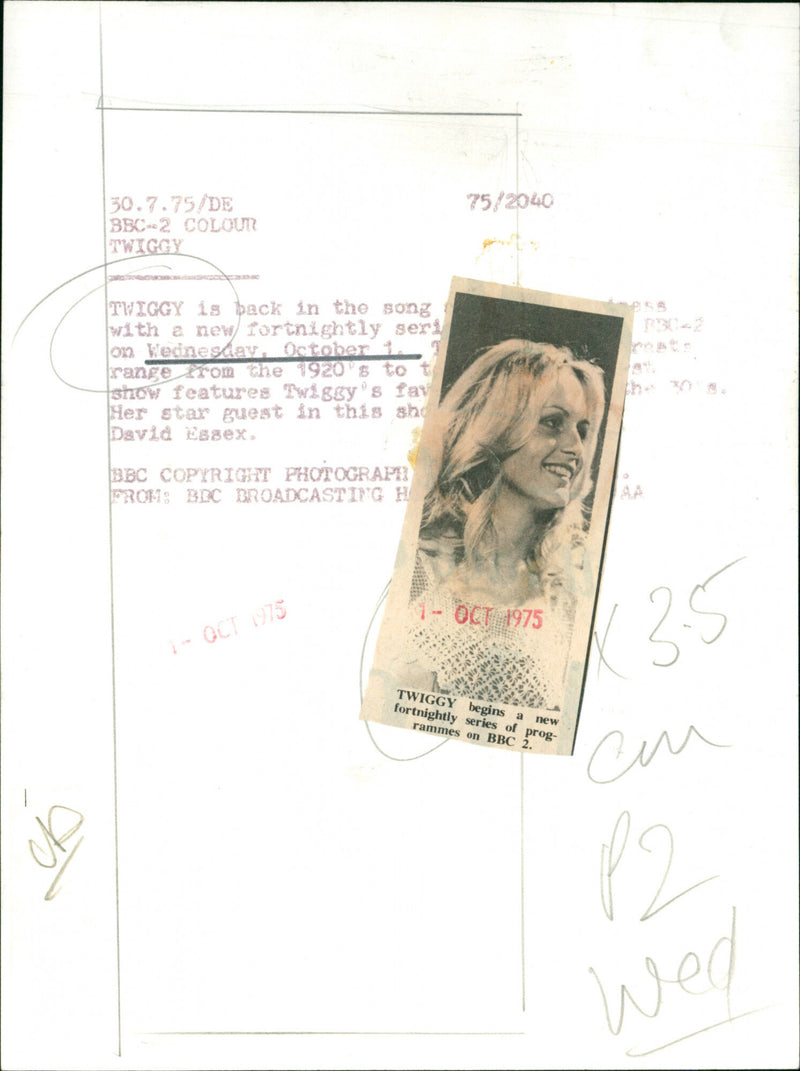 30.7.75/DE 75/2040
BBC-2 COLOUR
TWIGGY
TWIGGY is back in the song
with a new fortnightly seri BBC-2
on Wednesday, October 1.
range from the 1920's to t
show features Twiggy's fav the 30's.
Her star guest in this sho
David Essex.
BBC COPYRIGHT PHOTOGRAPH
FROM: BBC BROADCASTING H
1 - OCT 1975
1 - OCT 1975
TWIGGY begins a new
fortnightly series of prog-
rammes on BBC 2.
x 3.5
cm
P2
Wed